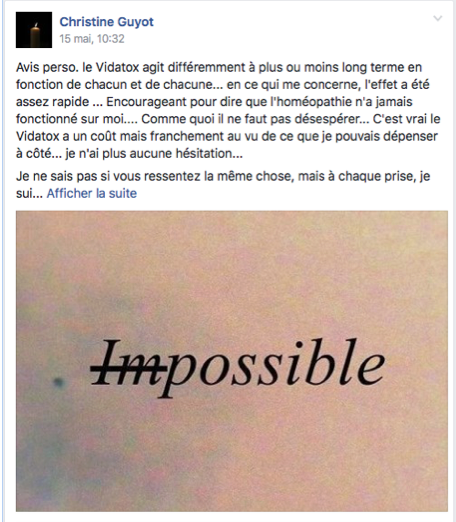 Christine Guyot
15 mai, 10:32
Avis perso. le Vidatox agit différemment à plus ou moins long terme en
fonction de chacun et de chacune... en ce qui me concerne, l'effet a été
assez rapide ... Encourageant pour dire que l'homéopathie n'a jamais
fonctionné sur moi.... Comme quoi il ne faut pas désespérer... C'est vrai le
Vidatox a un coût mais franchement au vu de ce que je pouvais dépenser
à côté... je n'ai plus aucune hésitation...
Je ne sais pas si vous ressentez la même chose, mais à chaque prise, je
sui... Afficher la suite
Impossible